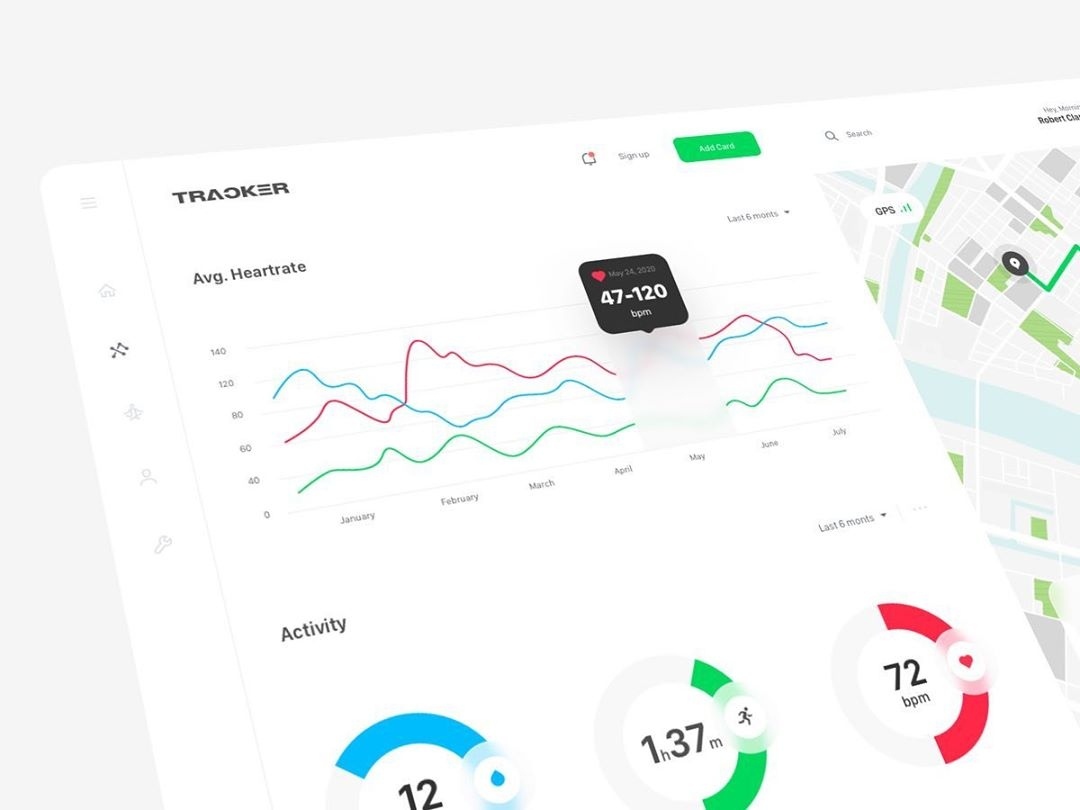 Hey, Mornin
Robert Cla
Search
Add Card
Sign up
TRACKER
GPS
Last 6 monts
Avg. Heartrate
May 24, 2020
47-120
bpm
140
120
80
60
40
0
January
February
March
April
May
June
July
Last 6 monts
Activity
12
1h37m
72
bpm